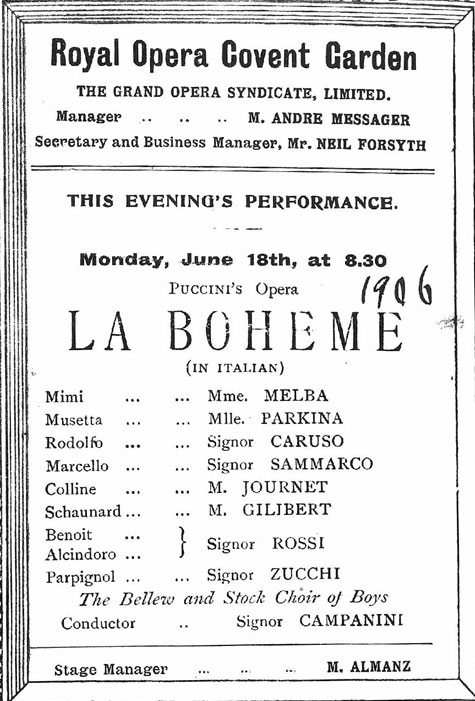 Royal Opera Covent Garden
THE GRAND OPERA SYNDICATE, LIMITED.
Manager .. .. .. M. ANDRE MESSAGER
Secretary and Business Manager, Mr. NEIL FORSYTH
THIS EVENING'S PERFORMANCE.
Monday, June 18th, at 8.30
1906
PUCCINI'S Opera
LA BOHEME
(IN ITALIAN)
Mimi ... ... Mme. MELBA
Musetta ... ... Mlle. PARKINA
Rodolfo ... ... Signor CARUSO
Marcello ... ... Signor SAMMARCO
Colline ... ... M. JOURNET
Schaunard ... ... M. GILIBERT
Benoit ...
Alcindoro ... } Signor ROSSI
Parpignol ... ... Signor ZUCCHI
The Bellew and Stock Choir of Boys
Conductor .. Signor CAMPANINI
Stage Manager ... ... ... M. ALMANZ